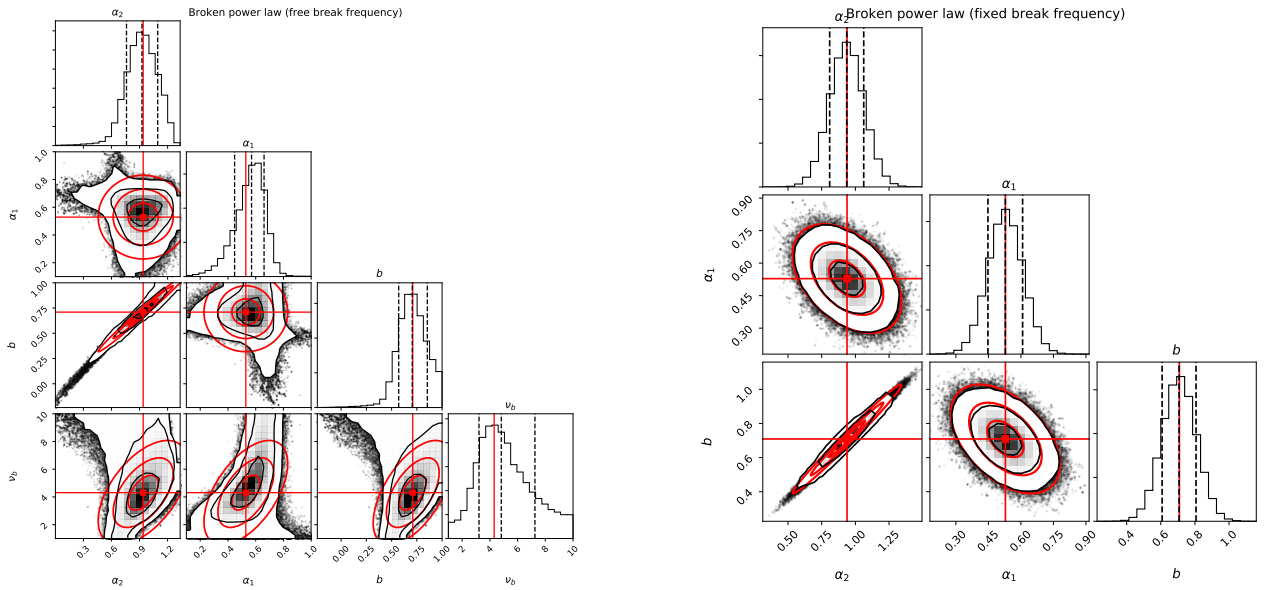 α₂ Broken power law (free break frequency)
α₁
b
ν_b
α₁
1.0
0.8
0.6
0.4
0.2
b
1.00
0.75
0.50
0.25
0.00
ν_b
10
8
6
4
2
0.3 0.6 0.9 1.2
0.2 0.4 0.6 0.8 1.0
0.00 0.25 0.50 0.75 1.00
2 4 6 8 10
α₂ α₁ b ν_b
α₂ Broken power law (fixed break frequency)
α₁
b
α₁
0.90
0.75
0.60
0.45
0.30
b
1.0
0.8
0.6
0.4
0.50 0.75 1.00 1.25
0.30 0.45 0.60 0.75 0.90
0.4 0.6 0.8 1.0
α₂ α₁ b